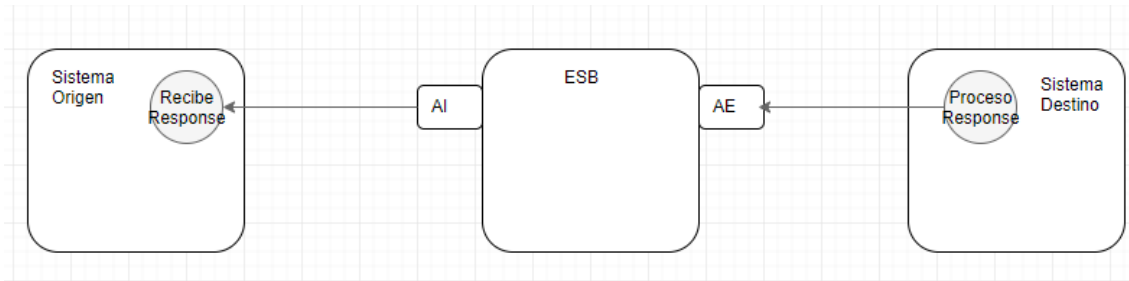 Sistema
Origen
Recibe
Response
AI
ESB
AE
Proceso
Response
Sistema
Destino